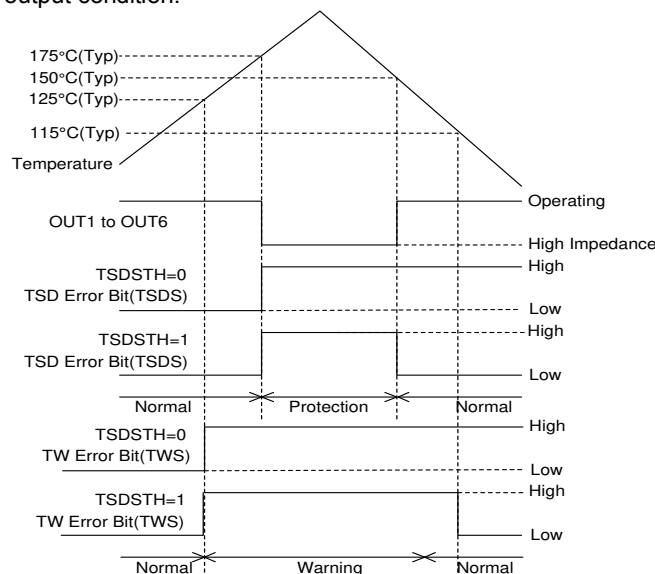 output condition.
175°C(Typ)
150°C(Typ)
125°C(Typ)
115°C(Typ)
Temperature
Operating
OUT1 to OUT6
High Impedance
TSDSTH=0
High
TSD Error Bit(TSDS)
Low
TSDSTH=1
High
TSD Error Bit(TSDS)
Low
Normal
Protection
Normal
TSDSTH=0
High
TW Error Bit(TWS)
Low
TSDSTH=1
High
TW Error Bit(TWS)
Low
Normal
Warning
Normal